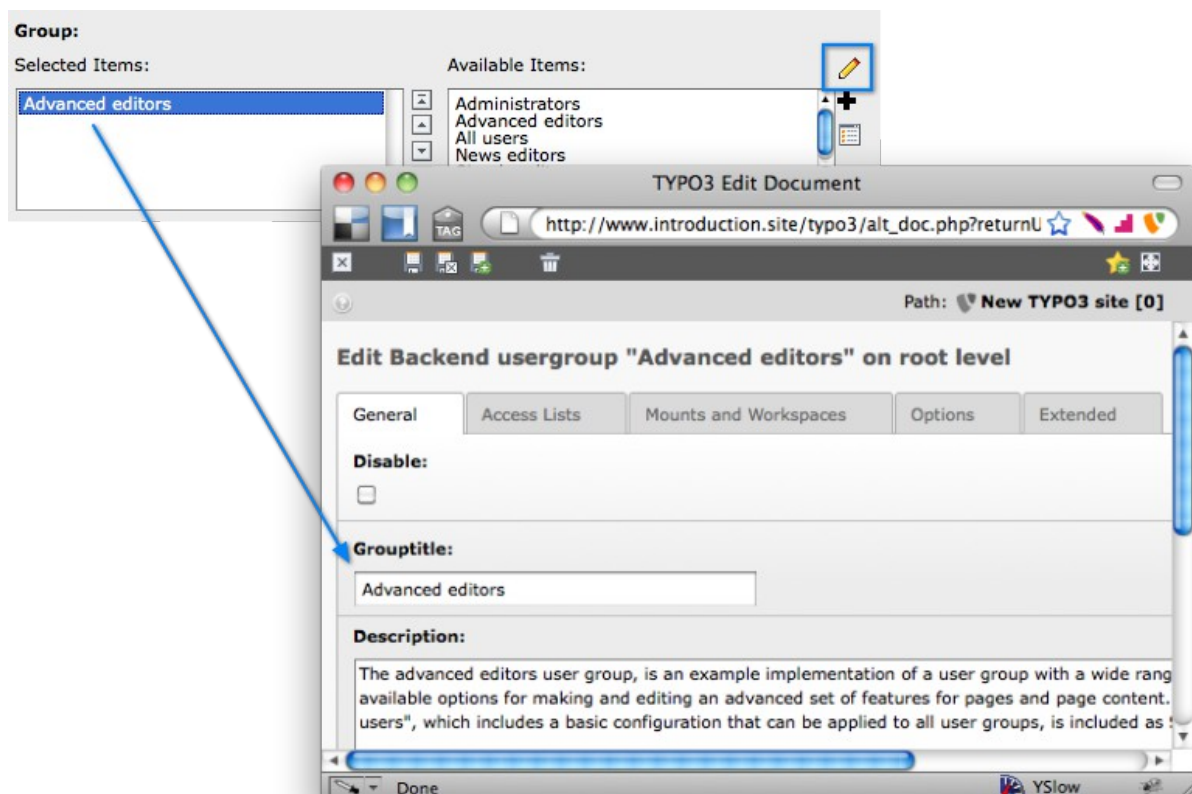 Group:
Selected Items:
Available Items:
Advanced editors
Administrators
Advanced editors
All users
News editors
TYPO3 Edit Document
TAG
http://www.introduction.site/typo3/alt_doc.php?returnU
Path: New TYPO3 site [0]
Edit Backend usergroup "Advanced editors" on root level
General Access Lists Mounts and Workspaces Options Extended
Disable:
Grouptitle:
Advanced editors
Description:
The advanced editors user group, is an example implementation of a user group with a wide rang
available options for making and editing an advanced set of features for pages and page content.
users", which includes a basic configuration that can be applied to all user groups, is included as
Done
YSlow